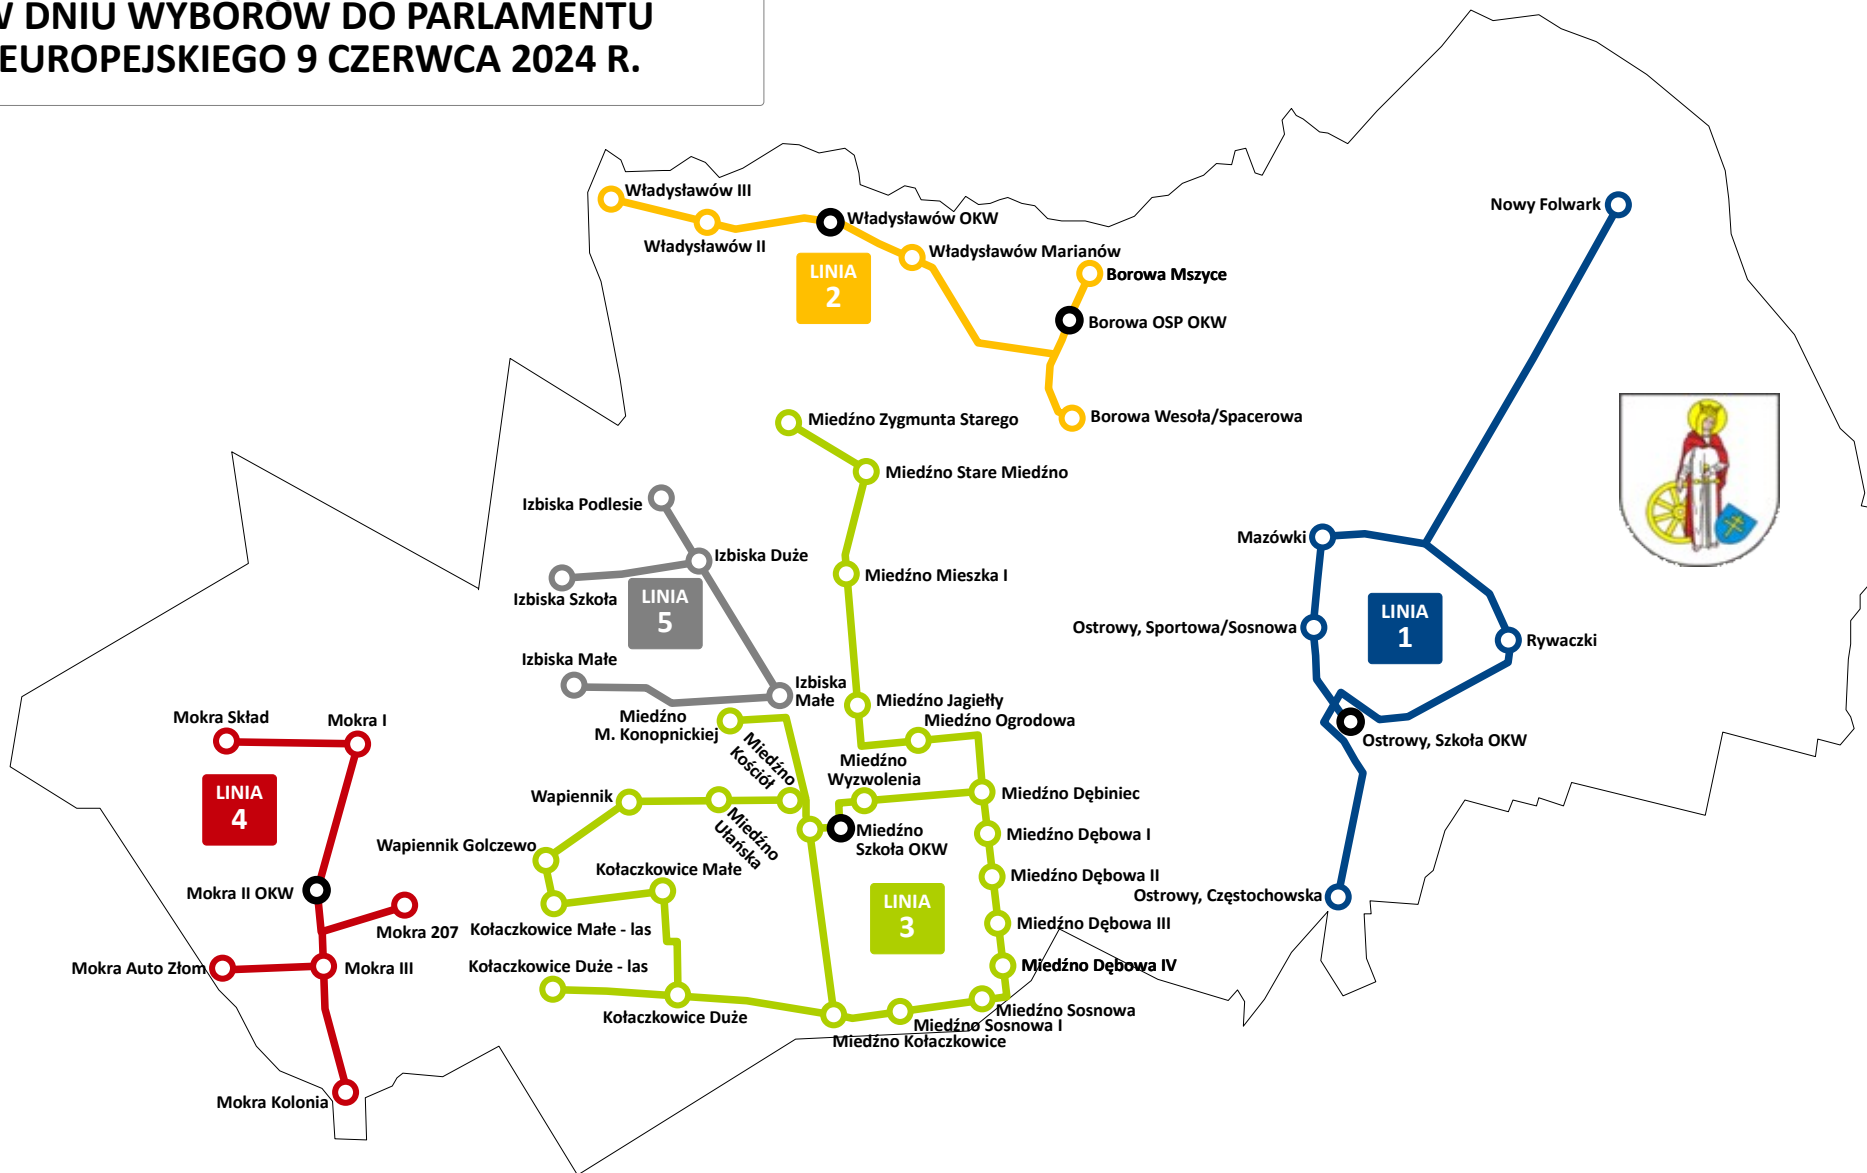 W DNIU WYBORÓW DO PARLAMENTU
EUROPEJSKIEGO 9 CZERWCA 2024 R.
Władysławów III
Władysławów II
Władysławów OKW
Władysławów Marianów
LINIA
2
Borowa Mszyce
Borowa OSP OKW
Borowa Wesoła/Spacerowa
Nowy Folwark
Mazówki
Ostrowy, Sportowa/Sosnowa
LINIA
1
Rywaczki
Ostrowy, Szkoła OKW
Ostrowy, Częstochowska
Miedźno Zygmunta Starego
Miedźno Stare Miedźno
Miedźno Mieszka I
Miedźno Jagiełły
Miedźno Ogrodowa
Izbiska Podlesie
Izbiska Duże
Izbiska Szkoła
LINIA
5
Izbiska Małe
Izbiska
Małe
Miedźno
M. Konopnickiej
Miedźno
Kościół
Miedźno
Wyzwolenia
Wapiennik
Miedźno
Ułańska
Miedźno
Szkoła OKW
Miedźno Dębiniec
Miedźno Dębowa I
Miedźno Dębowa II
Miedźno Dębowa III
Miedźno Dębowa IV
Wapiennik Golczewo
Kołaczkowice Małe
Kołaczkowice Małe - las
Kołaczkowice Duże - las
Kołaczkowice Duże
LINIA
3
Miedźno Sosnowa
Miedźno Sosnowa I
Miedźno Kołaczkowice
Mokra Skład
Mokra I
LINIA
4
Mokra II OKW
Mokra 207
Mokra Auto Złom
Mokra III
Mokra Kolonia